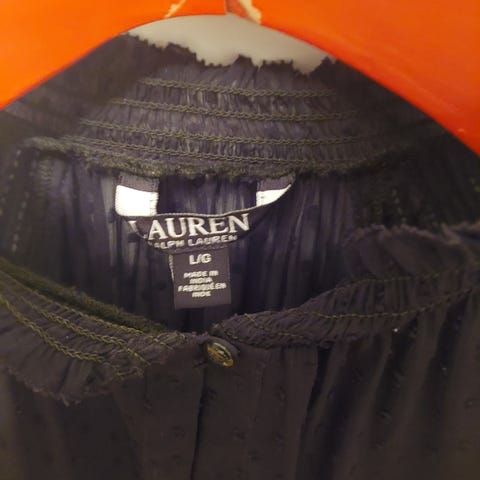 LAUREN
RALPH LAUREN
L/G
MADE IN
INDIA
FABRIQUÉ EN
INDE